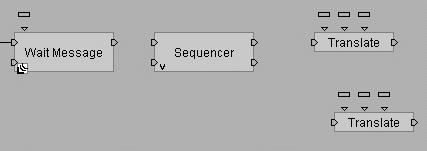 Wait Message
Sequencer
Translate
Translate